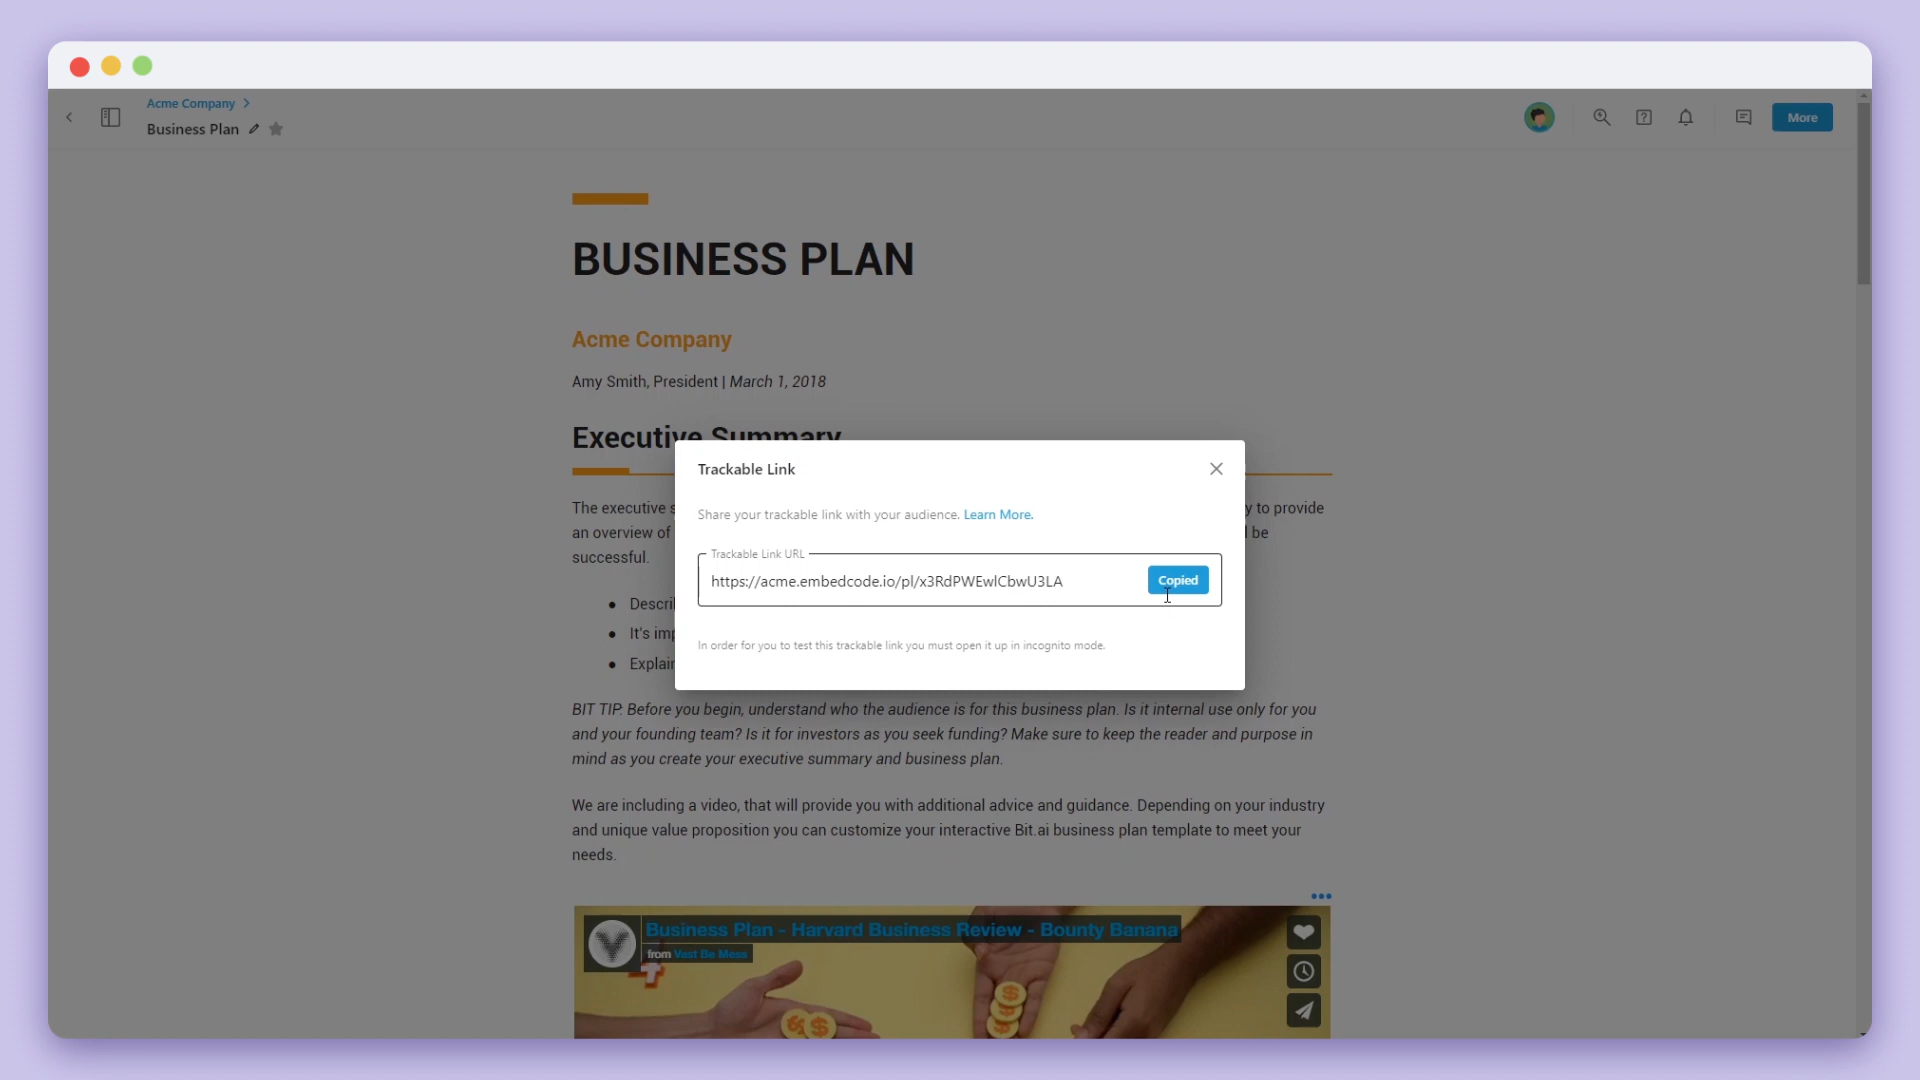 Acme Company
Business Plan
More
BUSINESS PLAN
Acme Company
Amy Smith, President | March 1, 2018
Executive Summary
Trackable Link
Share your trackable link with your audience. Learn More.
Trackable Link URL
https://acme.embedcode.io/pl/x3RdPWEwlCbwU3LA
Copied
In order for you to test this trackable link you must open it up in incognito mode.
The executive
y to provide
an overview of
be
successful.
It's
BIT TIP: Before you begin, understand who the audience is for this business plan. Is it internal use only for you
and your founding team? Is it for investors as you seek funding? Make sure to keep the reader and purpose in
mind as you create your executive summary and business plan.
We are including a video, that will provide you with additional advice and guidance. Depending on your industry
and unique value proposition you can customize your interactive Bit.ai business plan template to meet your
needs.
Business Plan - Harvard Business Review - Bounty Banana
from Vast Be Mess